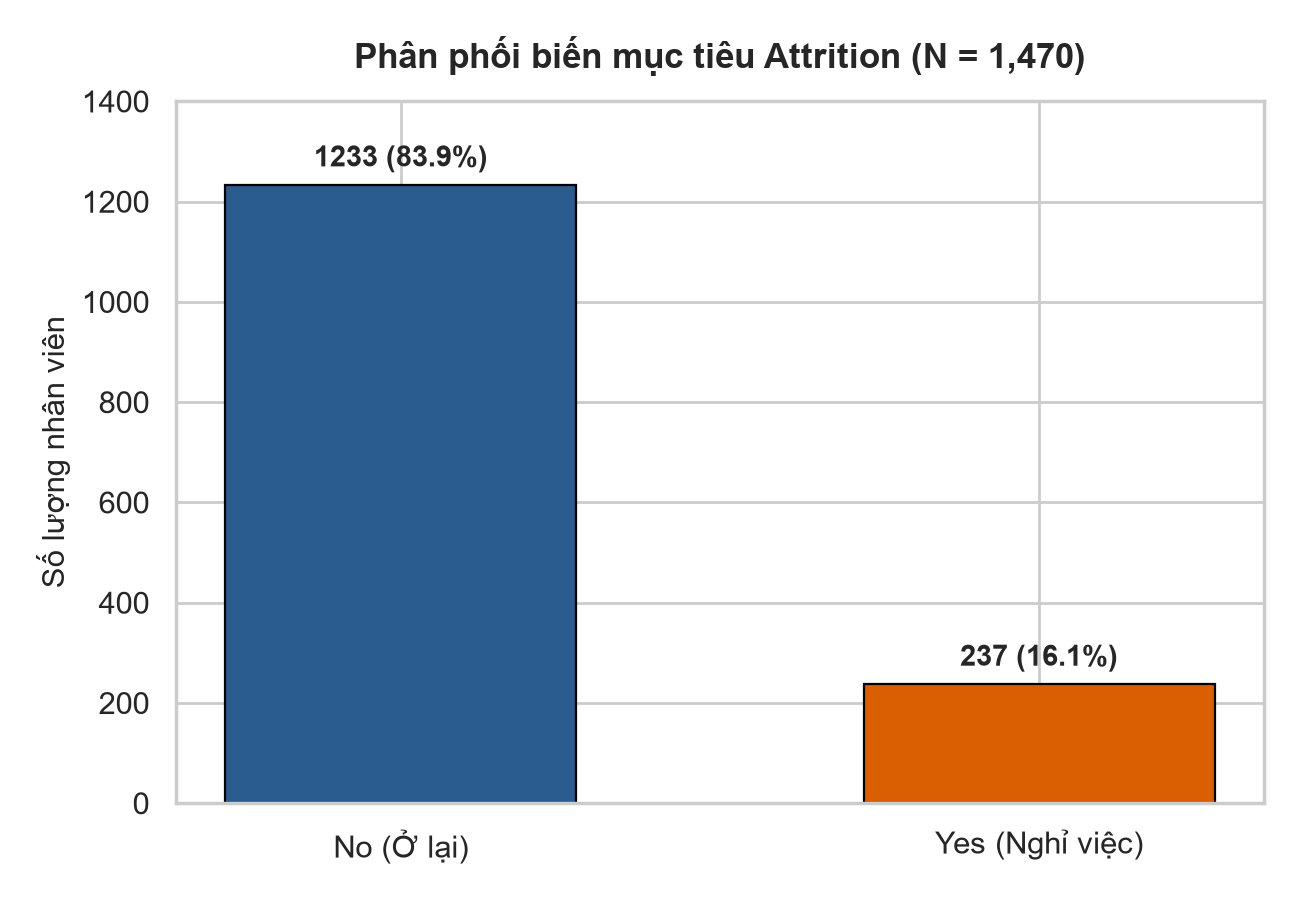 Phân phối biến mục tiêu Attrition (N = 1,470)
1400
1200
1000
800
600
400
200
0
Số lượng nhân viên
1233 (83.9%)
237 (16.1%)
No (Ở lại)
Yes (Nghỉ việc)